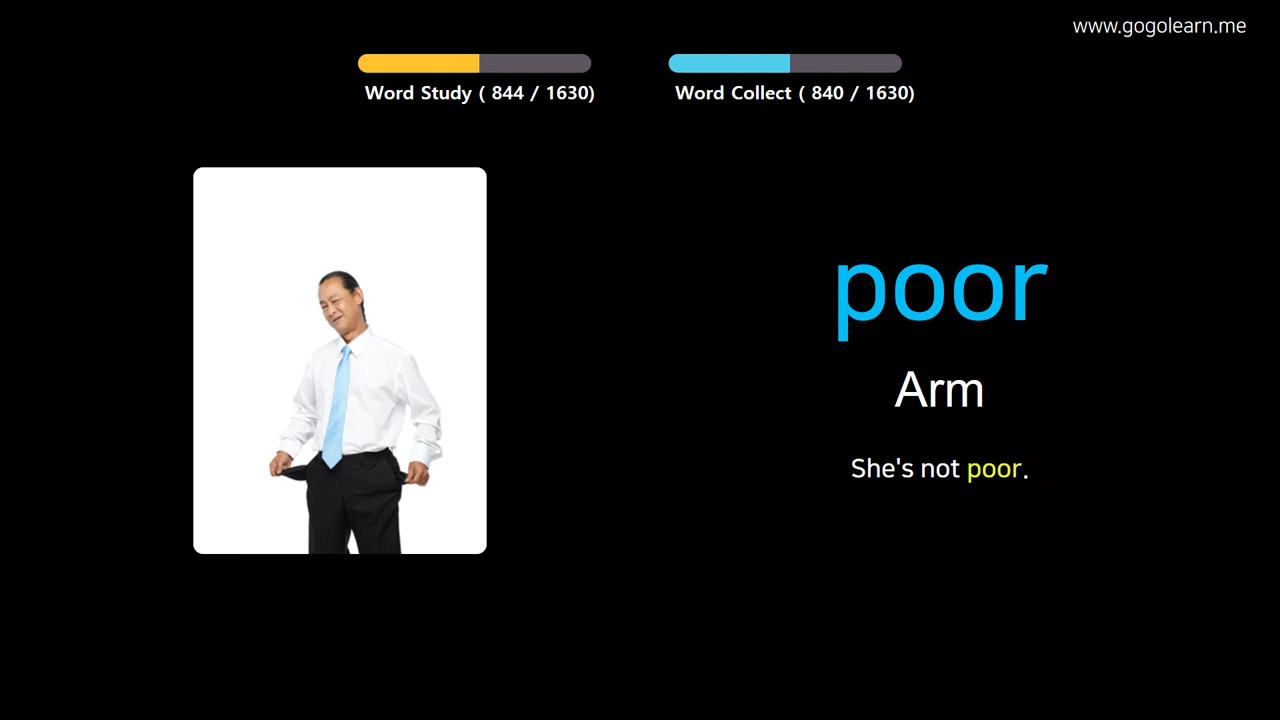 www.gogolearn.me
Word Study ( 844 / 1630)
Word Collect ( 840 / 1630)
poor
Arm
She's not poor.